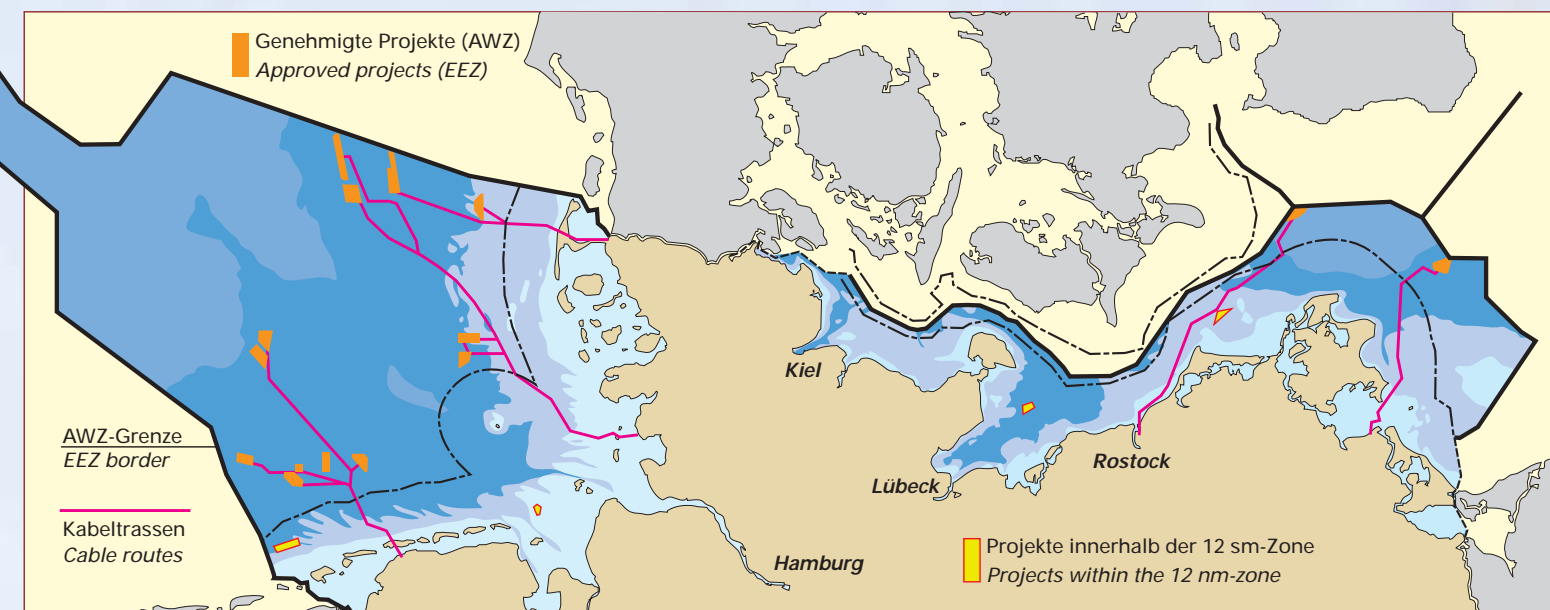 Genehmigte Projekte (AWZ)
Approved projects (EEZ)
Kiel
AWZ-Grenze
EEZ border
Rostock
Lübeck
Kabeltrassen
Cable routes
Hamburg
Projekte innerhalb der 12 sm-Zone
Projects within the 12 nm-zone